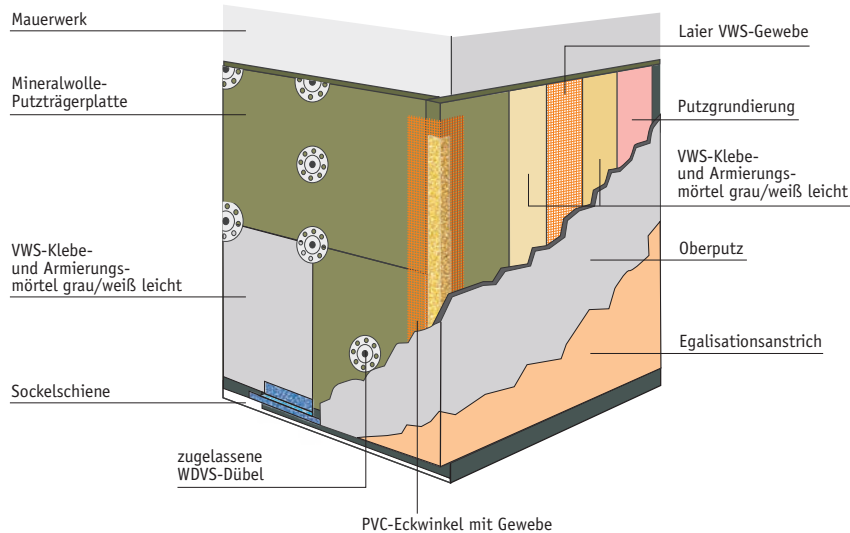 Mauerwerk
Mineralwolle-
Putzträgerplatte
VWS-Klebe-
und Armierungs-
mörtel grau/weiß leicht
Sockelschiene
zugelassene
WDVS-Dübel
PVC-Eckwinkel mit Gewebe
Laier VWS-Gewebe
Putzgrundierung
VWS-Klebe-
und Armierungs-
mörtel grau/weiß leicht
Oberputz
Egalisationsanstrich